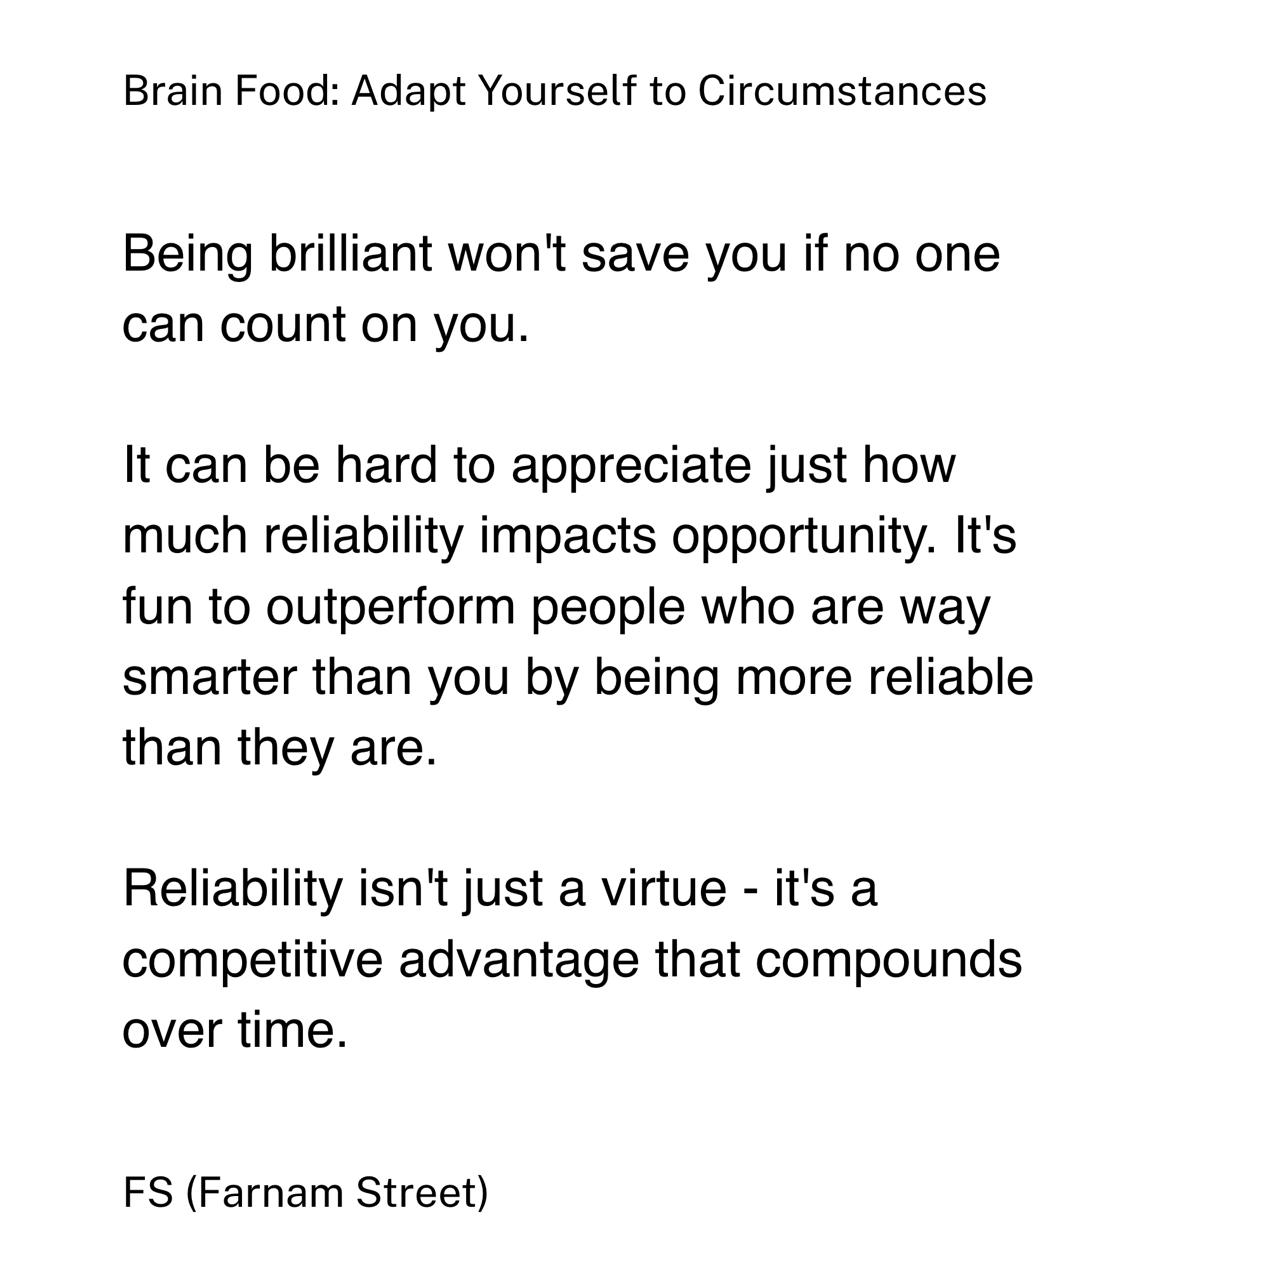 Brain Food: Adapt Yourself to Circumstances
Being brilliant won't save you if no one
can count on you.
It can be hard to appreciate just how
much reliability impacts opportunity. It's
fun to outperform people who are way
smarter than you by being more reliable
than they are.
Reliability isn't just a virtue - it's a
competitive advantage that compounds
over time.
FS (Farnam Street)